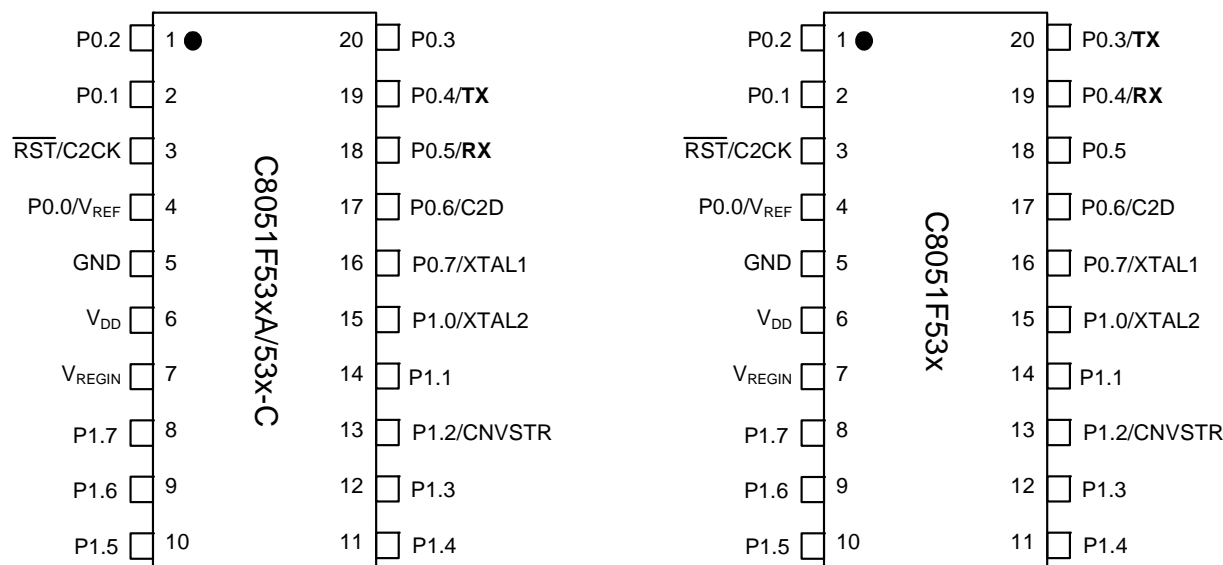 P0.2 1 20 P0.3
P0.1 2 19 P0.4/TX
R̅S̅T̅/C2CK 3 18 P0.5/RX
P0.0/VREF 4 17 P0.6/C2D
GND 5 16 P0.7/XTAL1
VDD 6 15 P1.0/XTAL2
VREGIN 7 14 P1.1
P1.7 8 13 P1.2/CNVSTR
P1.6 9 12 P1.3
P1.5 10 11 P1.4
C8051F53xA/53x-C
P0.2 1 20 P0.3/TX
P0.1 2 19 P0.4/RX
R̅S̅T̅/C2CK 3 18 P0.5
P0.0/VREF 4 17 P0.6/C2D
GND 5 16 P0.7/XTAL1
VDD 6 15 P1.0/XTAL2
VREGIN 7 14 P1.1
P1.7 8 13 P1.2/CNVSTR
P1.6 9 12 P1.3
P1.5 10 11 P1.4
C8051F53x